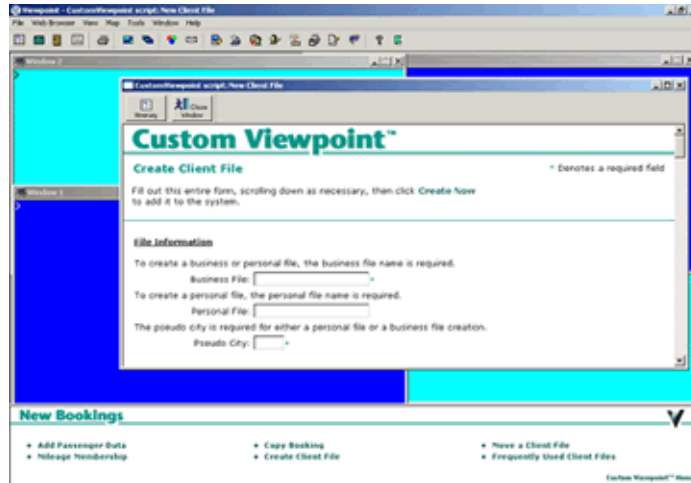 Viewpoint - CustomViewpoint script: New Client File
File Web Browser View Map Tools Window Help
Window 2
CustomViewpoint script: New Client File
Itinerary
Close Window
Custom Viewpoint™
Create Client File
* Denotes a required field
Fill out this entire form, scrolling down as necessary, then click Create Now
to add it to the system.
Window 1
File Information
To create a business or personal file, the business file name is required.
Business File: *
To create a personal file, the personal file name is required.
Personal File:
The pseudo city is required for either a personal file or a business file creation.
Pseudo City: *
New Bookings
• Add Passenger Data • Copy Booking • Move a Client File
• Mileage Membership • Create Client File • Frequently Used Client Files